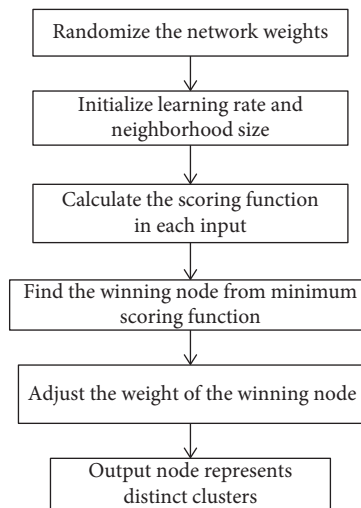 Randomize the network weights
Initialize learning rate and
neighborhood size
Calculate the scoring function
in each input
Find the winning node from minimum
scoring function
Adjust the weight of the winning node
Output node represents
distinct clusters